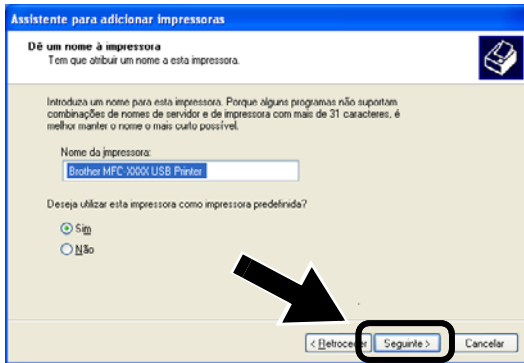 Assistente para adicionar impressoras
Dê um nome à impressora
Tem que atribuir um nome a esta impressora.
Introduza um nome para esta impressora. Porque alguns programas não suportam
combinações de nomes de servidor e de impressora com mais de 31 caracteres, é
melhor manter o nome o mais curto possível.
Nome da impressora:
Brother MFC-XXXX USB Printer
Deseja utilizar esta impressora como impressora predefinida?
Sim
Não
< Retroceder Seguinte > Cancelar